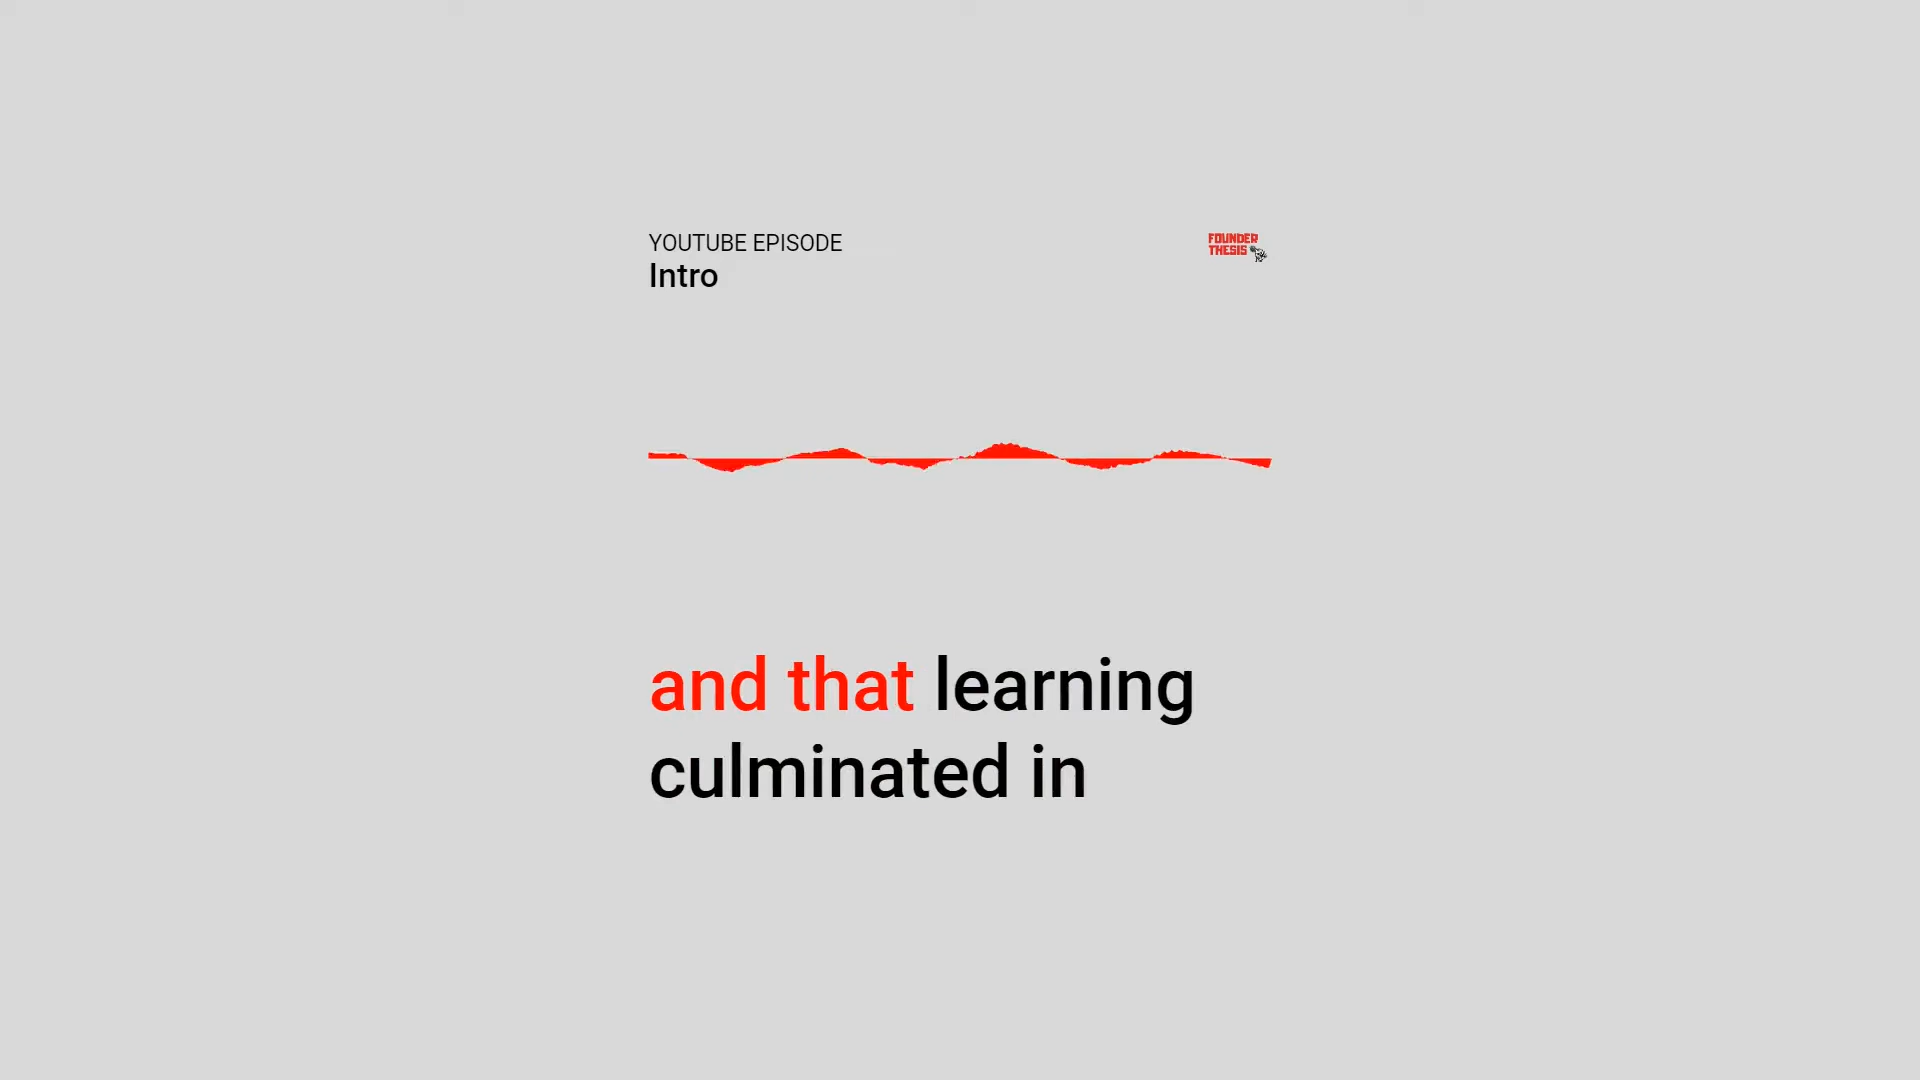 YOUTUBE EPISODE
Intro
FOUNDER
THESIS
and that learning
culminated in